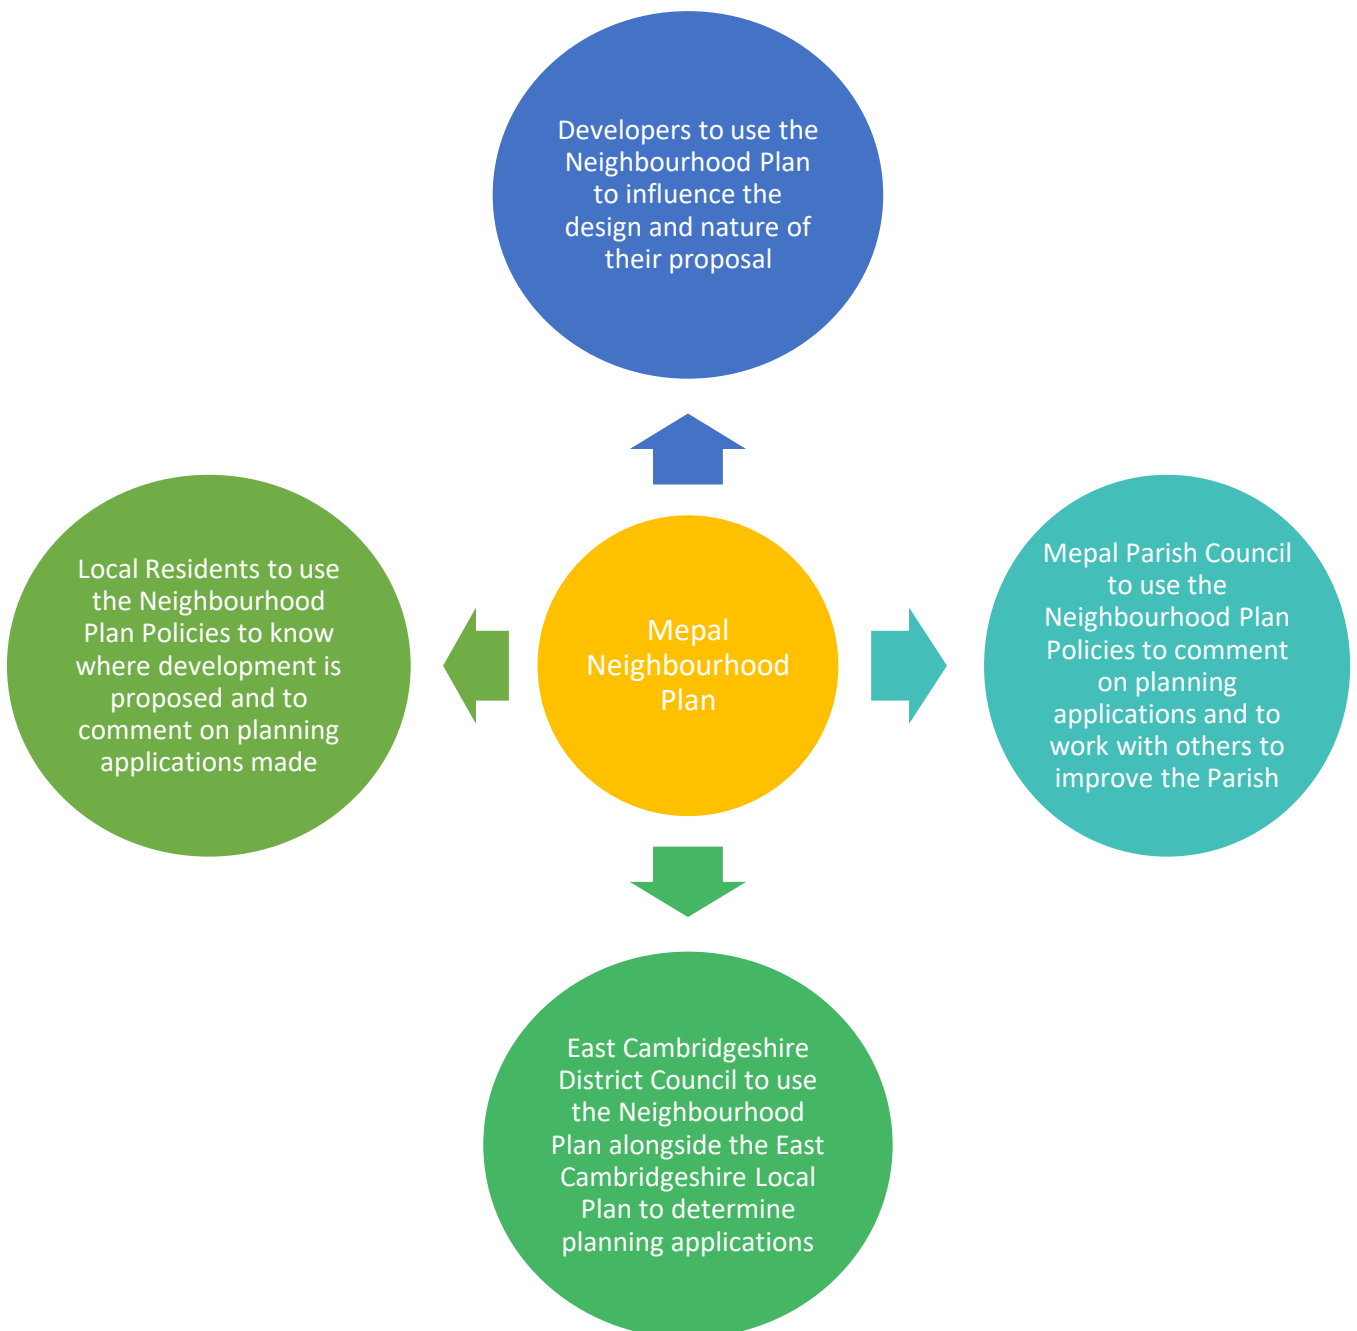 Developers to use the
Neighbourhood Plan
to influence the
design and nature of
their proposal
Local Residents to use
the Neighbourhood
Plan Policies to know
where development is
proposed and to
comment on planning
applications made
Mepal
Neighbourhood
Plan
Mepal Parish Council
to use the
Neighbourhood Plan
Policies to comment
on planning
applications and to
work with others to
improve the Parish
East Cambridgeshire
District Council to use
the Neighbourhood
Plan alongside the East
Cambridgeshire Local
Plan to determine
planning applications